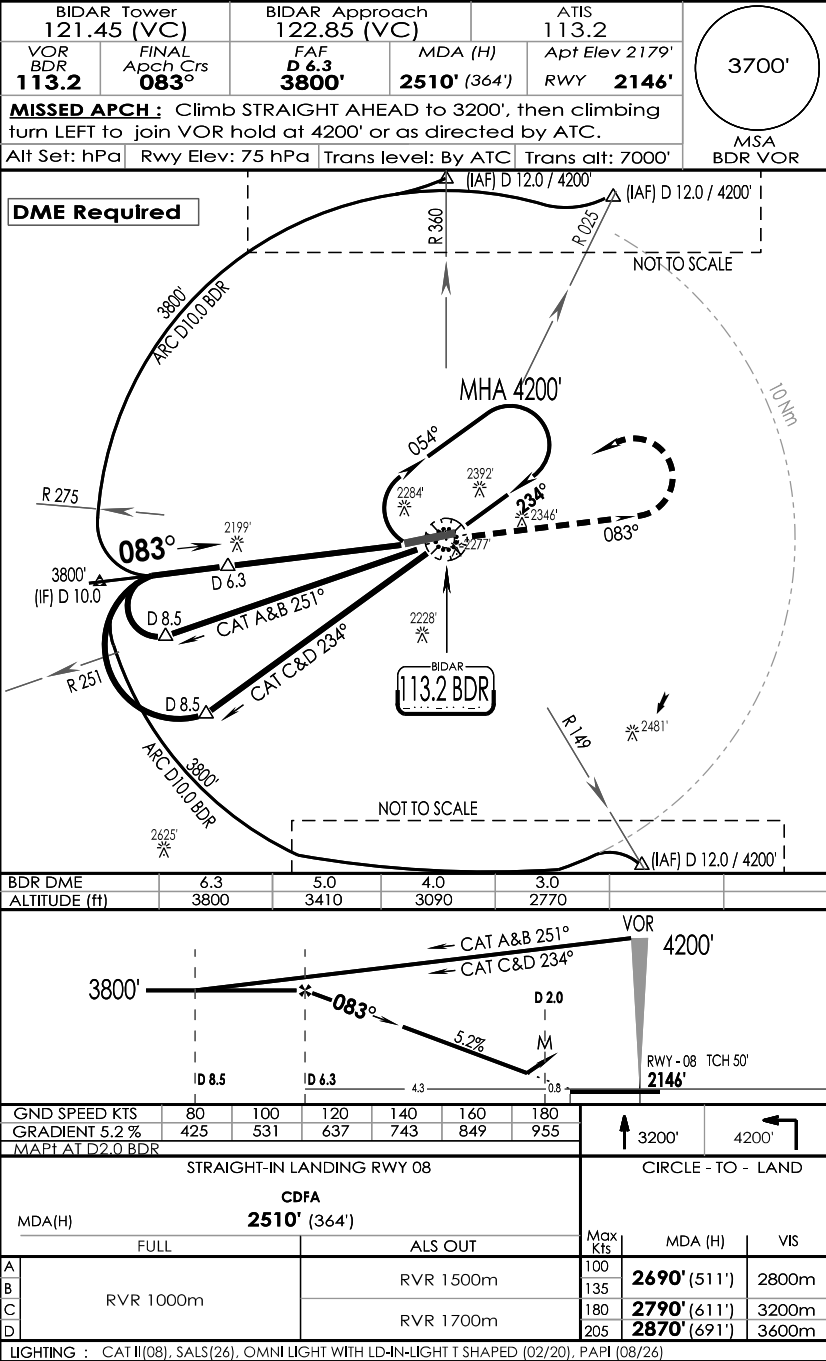 BIDAR Tower
121.45 (VC)
BIDAR Approach
122.85 (VC)
ATIS
113.2
VOR
BDR
113.2
FINAL
Apch Crs
083°
FAF
D 6.3
3800'
MDA (H)
2510' (364')
Apt Elev 2179'
RWY 2146'
3700'
MSA
BDR VOR
MISSED APCH : Climb STRAIGHT AHEAD to 3200', then climbing
turn LEFT to join VOR hold at 4200' or as directed by ATC.
Alt Set: hPa
Rwy Elev: 75 hPa
Trans level: By ATC
Trans alt: 7000'
DME Required
(IAF) D 12.0 / 4200'
(IAF) D 12.0 / 4200'
R 360
R 025
NOT TO SCALE
3800'
ARC D10.0 BDR
10 Nm
MHA 4200'
054°
2392'
2284'
234°
2346'
R 275
2199'
083°
2277'
083°
3800'
(IF) D 10.0
D 6.3
D 8.5
CAT A&B 251°
2228'
CAT C&D 234°
BIDAR
113.2 BDR
R 251
D 8.5
R 149
2481'
3800'
ARC D10.0 BDR
NOT TO SCALE
2625'
(IAF) D 12.0 / 4200'
BDR DME 6.3 5.0 4.0 3.0
ALTITUDE (ft) 3800 3410 3090 2770
VOR
CAT A&B 251°
4200'
CAT C&D 234°
3800'
083°
D 2.0
5.2%
M
RWY - 08 TCH 50'
2146'
D 8.5
D 6.3
4.3
0.8
GND SPEED KTS 80 100 120 140 160 180
GRADIENT 5.2 % 425 531 637 743 849 955
MAPt AT D2.0 BDR
3200'
4200'
STRAIGHT-IN LANDING RWY 08
CIRCLE - TO - LAND
CDFA
MDA(H) 2510' (364')
FULL
ALS OUT
Max
Kts
MDA (H)
VIS
A
B
C
D
RVR 1000m
RVR 1500m
RVR 1700m
100
135
2690' (511')
2800m
180 2790' (611') 3200m
205 2870' (691') 3600m
LIGHTING : CAT II(08), SALS(26), OMNI LIGHT WITH LD-IN-LIGHT T SHAPED (02/20), PAPI (08/26)